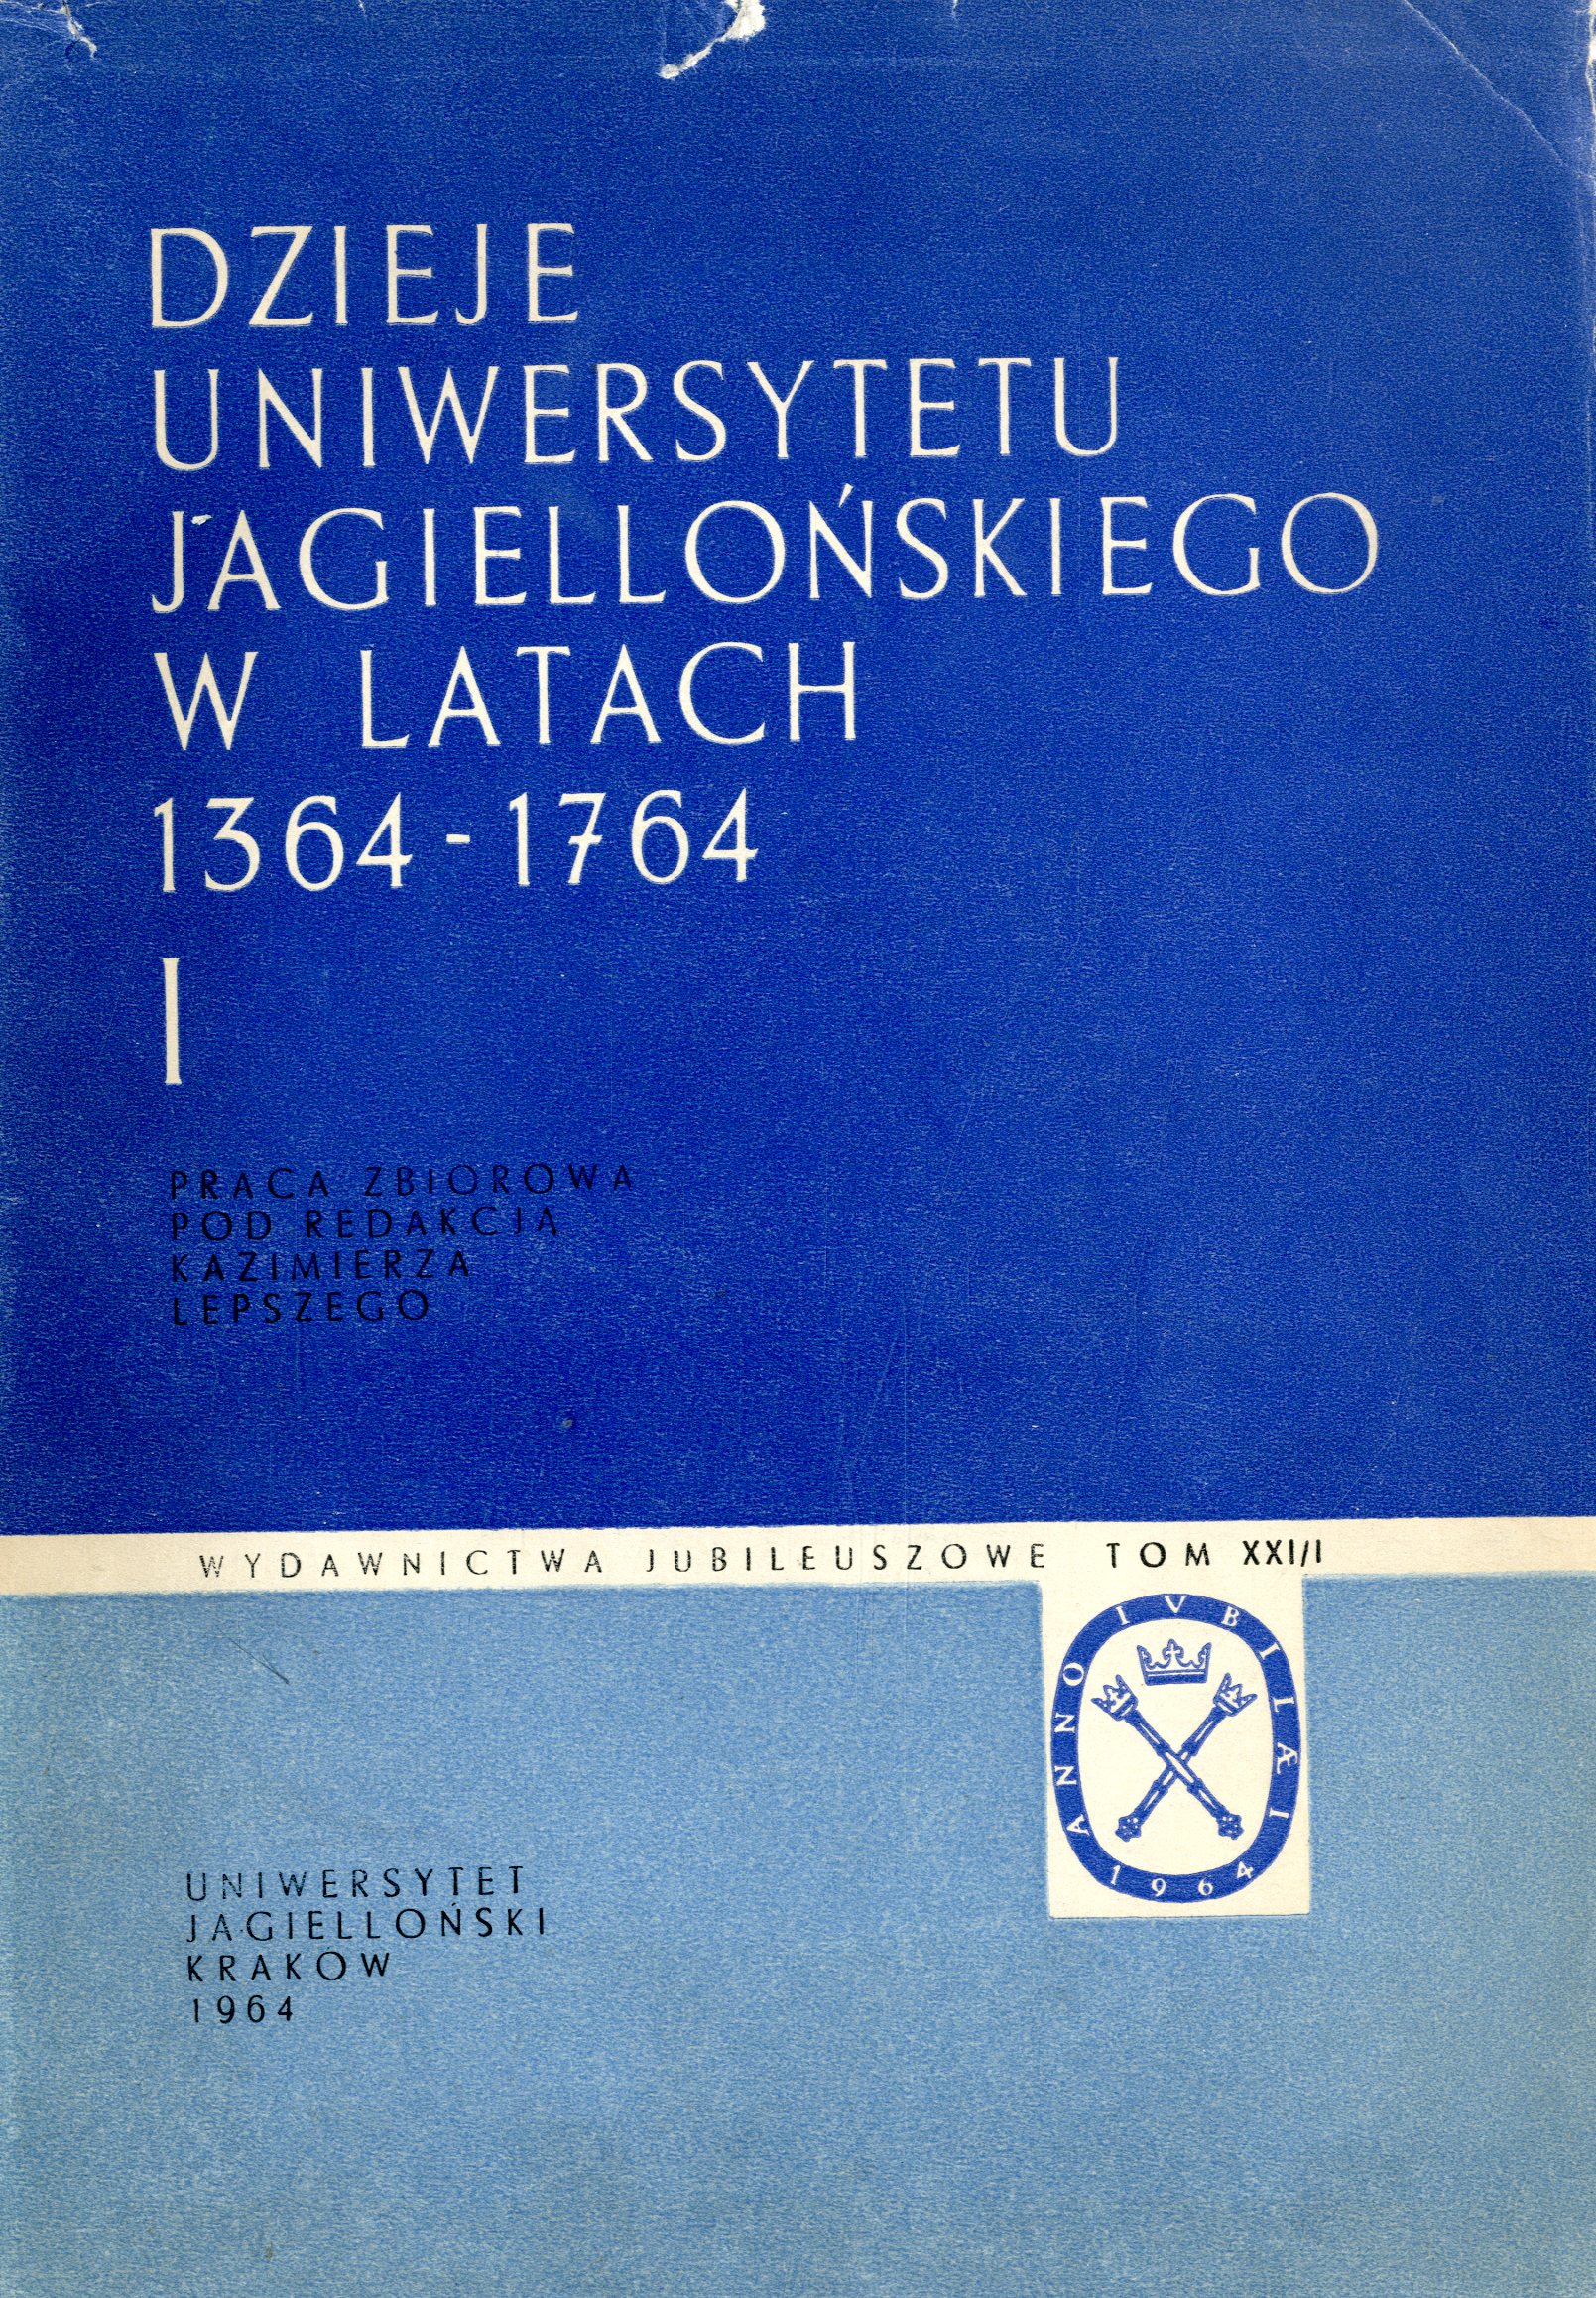 DZIEJE
UNIWERSYTETU
JAGIELLOŃSKIEGO
W LATACH
1364-1764
I
PRACA ZBIOROWA
POD REDAKCJĄ
KAZIMIERZA
LEPSZEGO
WYDAWNICTWA JUBILEUSZOWE TOM XXI/I
ANNO IVBILÆI
1964
UNIWERSYTET
JAGIELLOŃSKI
KRAKÓW
1964